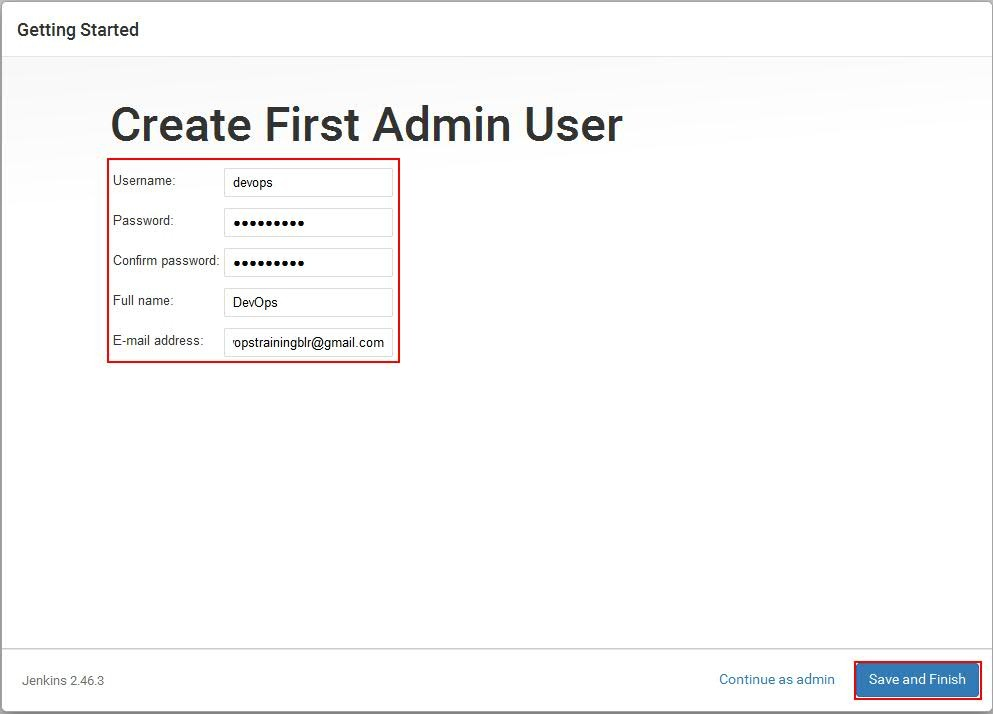 Getting Started
Create First Admin User
Username: devops
Password: •••••••••
Confirm password: •••••••••
Full name: DevOps
E-mail address: opstrainingblr@gmail.com
Jenkins 2.46.3 Continue as admin Save and Finish